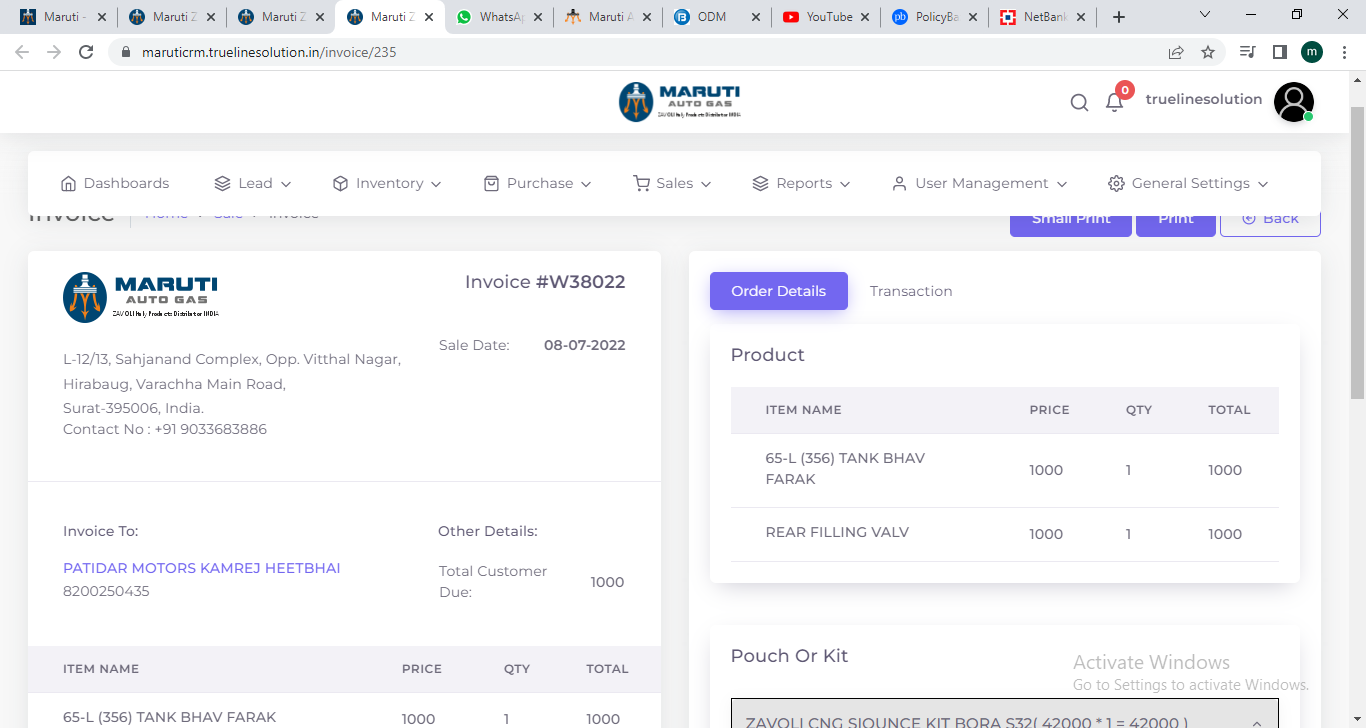 Maruti -
Maruti Z
Maruti Z
Maruti Z
WhatsAp
Maruti A
ODM
YouTube
PolicyBa
NetBank
maruticrm.truelinesolution.in/invoice/235
m
MARUTI
AUTO GAS
ZAVOLI Italy Products Distributor INDIA
0
truelinesolution
Dashboards
Lead
Inventory
Purchase
Sales
Reports
User Management
General Settings
Invoice
Home
Sale
Invoice
Small Print
Print
Back
MARUTI
AUTO GAS
ZAVOLI Italy Products Distributor INDIA
Invoice #W38022
Sale Date: 08-07-2022
L-12/13, Sahjanand Complex, Opp. Vitthal Nagar,
Hirabaug, Varachha Main Road,
Surat-395006, India.
Contact No : +91 9033683886
Invoice To:
PATIDAR MOTORS KAMREJ HEETBHAI
8200250435
Other Details:
Total Customer
Due:
1000
ITEM NAME PRICE QTY TOTAL
65-L (356) TANK BHAV FARAK 1000 1 1000
Order Details
Transaction
Product
ITEM NAME PRICE QTY TOTAL
65-L (356) TANK BHAV
FARAK
1000 1 1000
REAR FILLING VALV 1000 1 1000
Pouch Or Kit
ZAVOLI CNG SIOUNCE KIT BORA S32( 42000 * 1 = 42000 )
Activate Windows
Go to Settings to activate Windows.